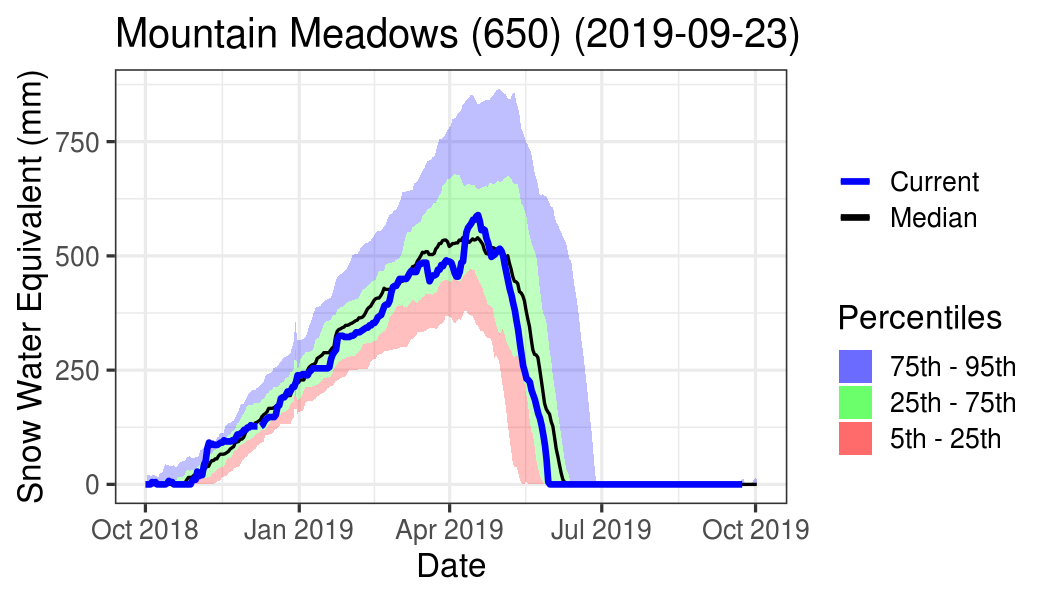 Mountain Meadows (650) (2019-09-23)
Snow Water Equivalent (mm)
750
500
250
0
Oct 2018 Jan 2019 Apr 2019 Jul 2019 Oct 2019
Date
Current
Median
Percentiles
75th - 95th
25th - 75th
5th - 25th